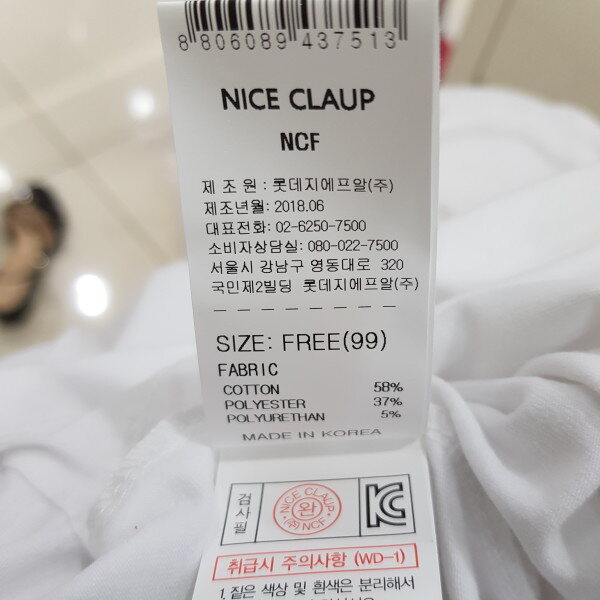 8 806089 437513
NICE CLAUP
NCF
제 조 원 : 롯데지에프알(주)
제조년월: 2018.06
대표전화: 02-6250-7500
소비자상담실: 080-022-7500
서울시 강남구 영동대로 320
국민제2빌딩 롯데지에프알(주)
SIZE: FREE(99)
FABRIC
COTTON 58%
POLYESTER 37%
POLYURETHAN 5%
MADE IN KOREA
검사필
NICE CLAUP
완
(주) NCF
KC
취급시 주의사항 (WD-1)
1. 짙은 색상 및 흰색은 분리해서